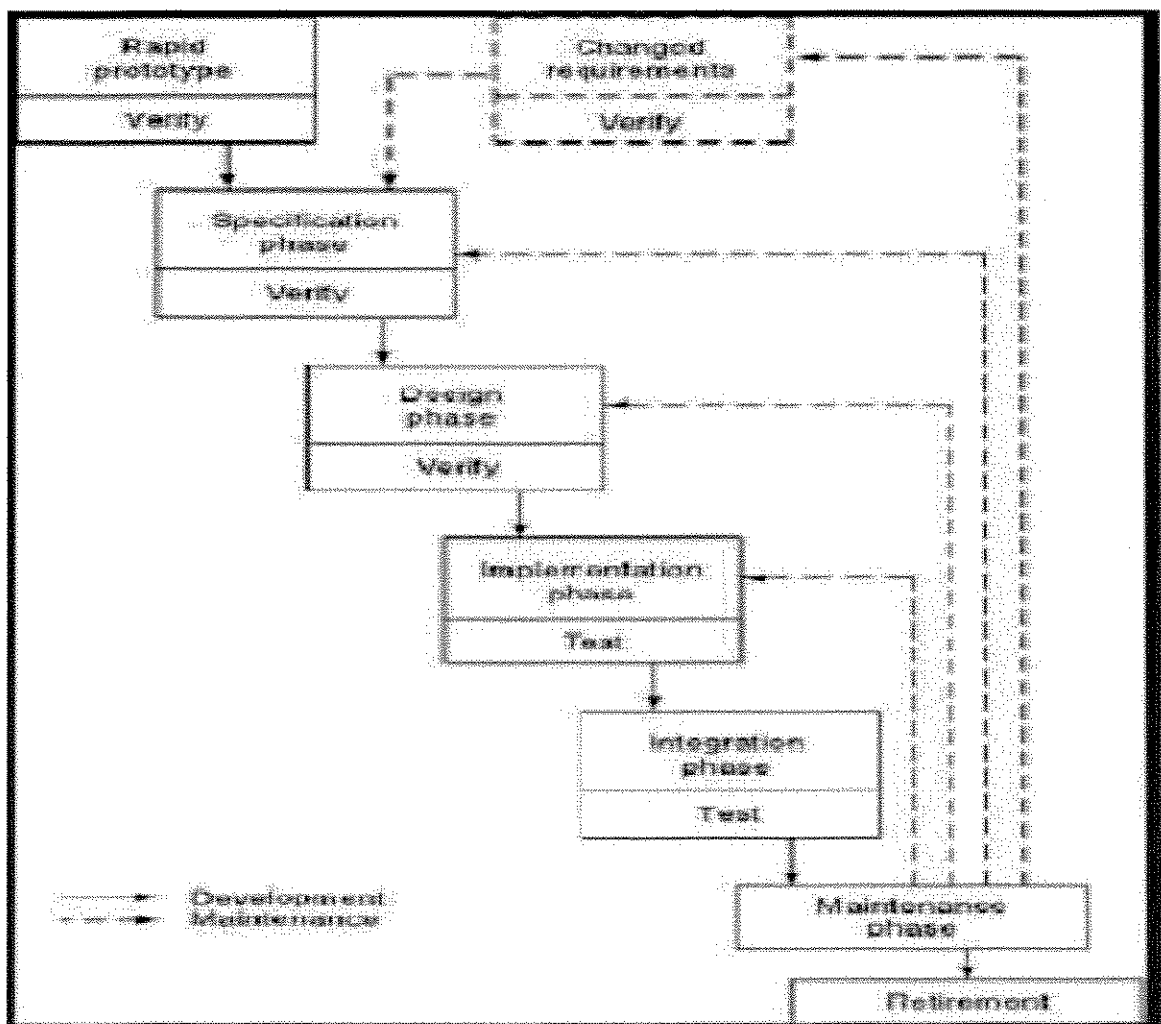 Rapid
prototype
Verify
Changed
requirements
Verify
Specification
phase
Verify
Design
phase
Verify
Implementation
phase
Test
Integration
phase
Test
Development
Maintenance
Maintenance
phase
Retirement